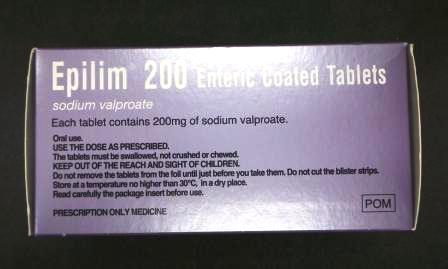 Epilim 200 Enteric Coated Tablets
sodium valproate
Each tablet contains 200mg of sodium valproate.
Oral use.
USE THE DOSE AS PRESCRIBED.
The tablets must be swallowed, not crushed or chewed.
KEEP OUT OF THE REACH AND SIGHT OF CHILDREN.
Do not remove the tablets from the foil until just before you take them. Do not cut the blister strips.
Store at a temperature no higher than 30°C, in a dry place.
Read carefully the package insert before use.
PRESCRIPTION ONLY MEDICINE
POM